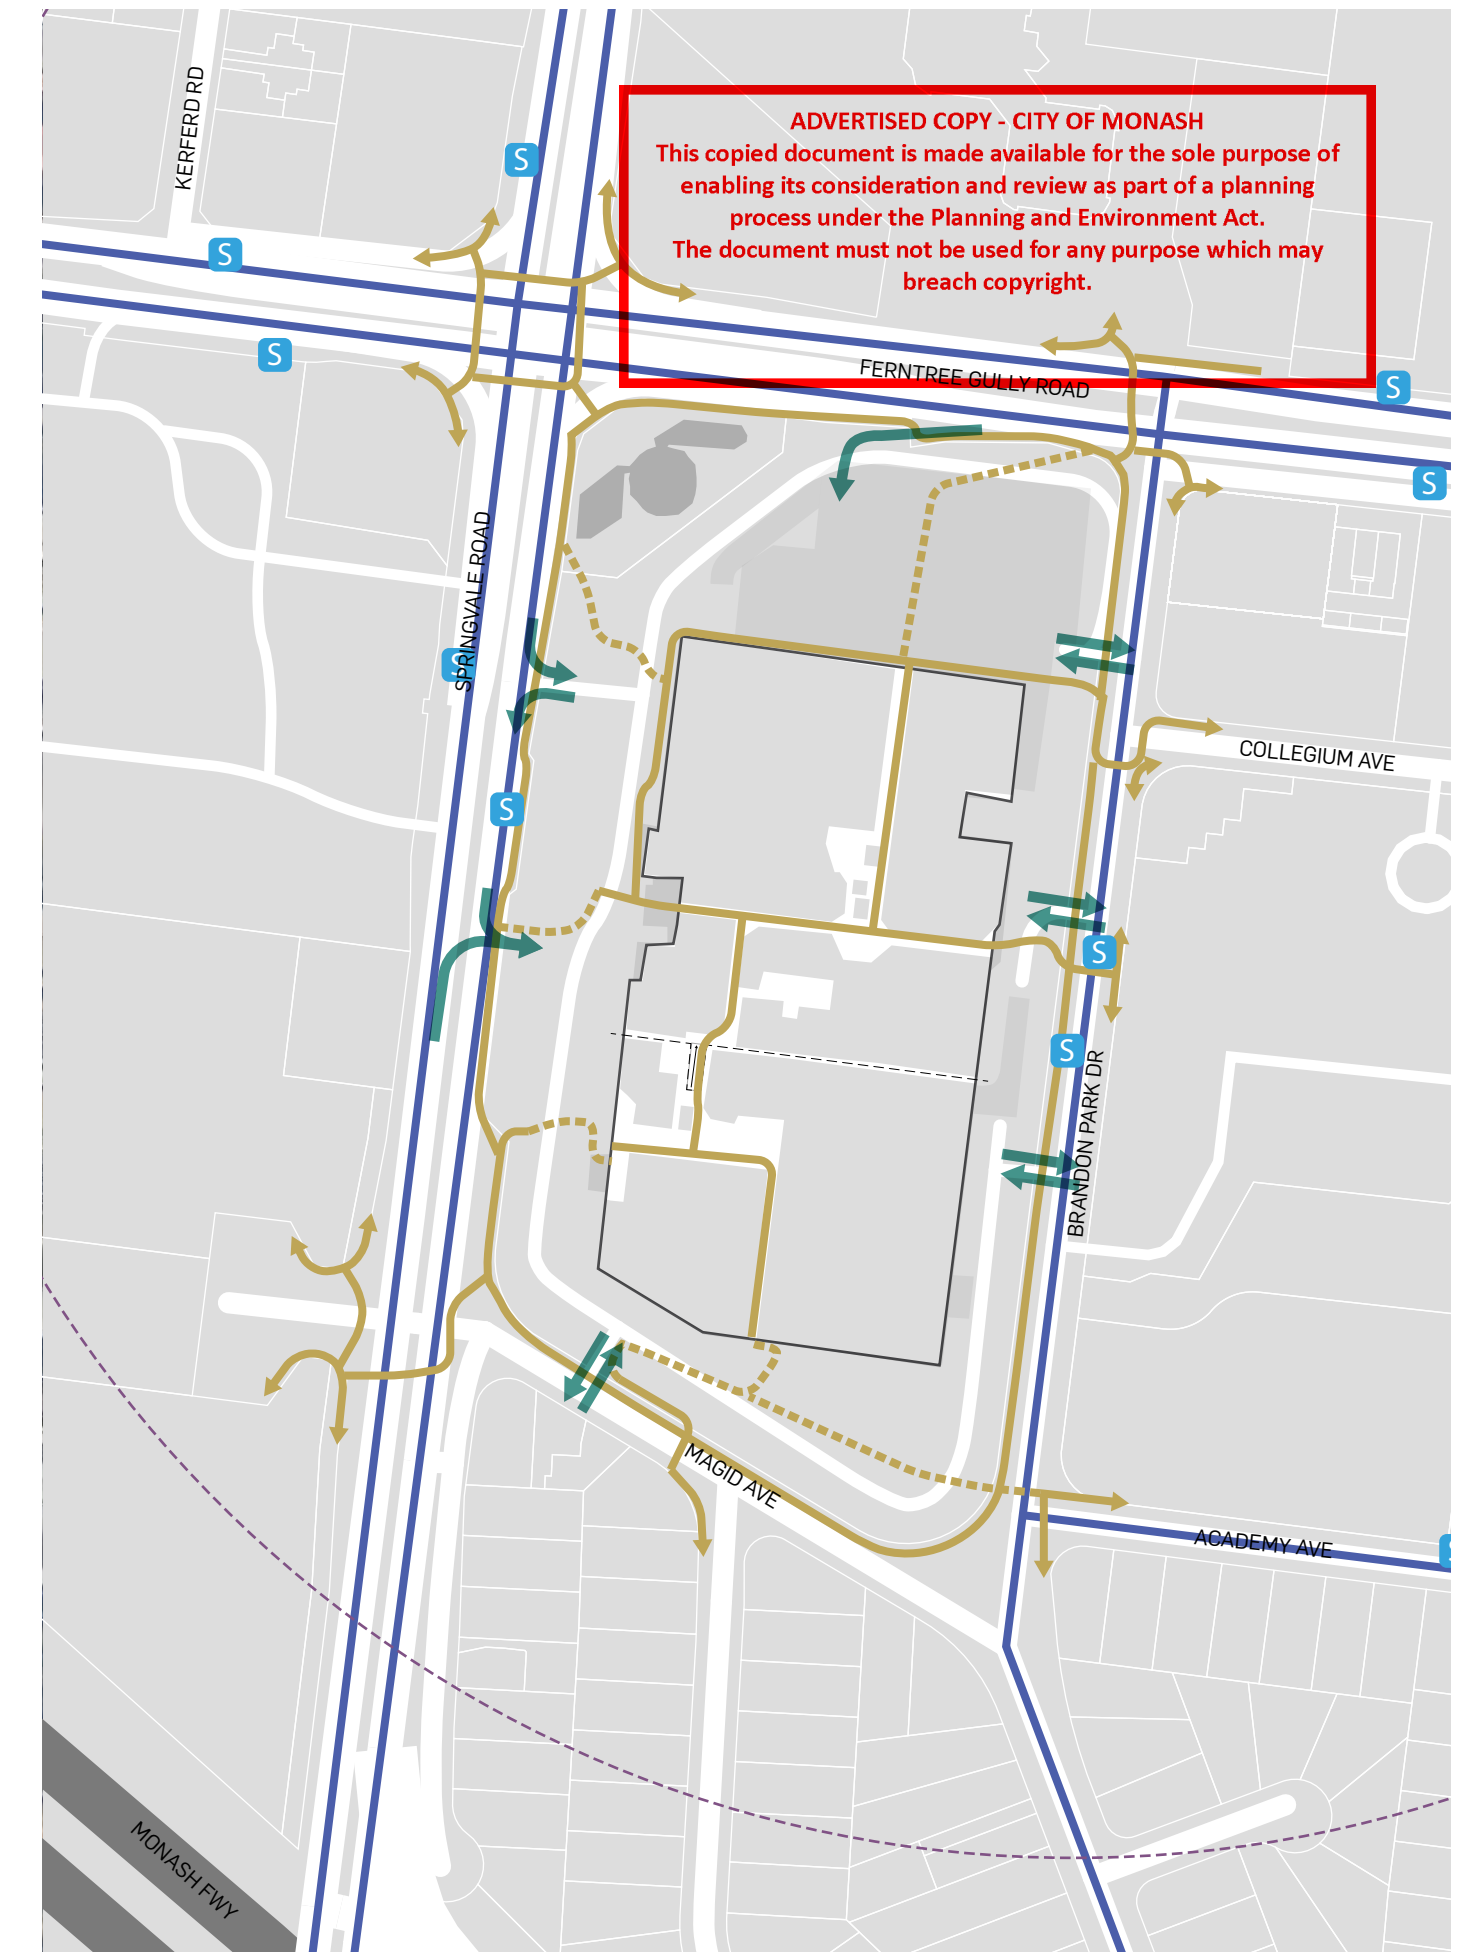 KERFERD RD
ADVERTISED COPY - CITY OF MONASH
This copied document is made available for the sole purpose of
enabling its consideration and review as part of a planning
process under the Planning and Environment Act.
The document must not be used for any purpose which may
breach copyright.
S
S
S
FERNTREE GULLY ROAD
S
S
SPRINGVALE ROAD
S
COLLEGIUM AVE
S
S
S
BRANDON PARK DR
MAGID AVE
ACADEMY AVE
S
MONASH FWY